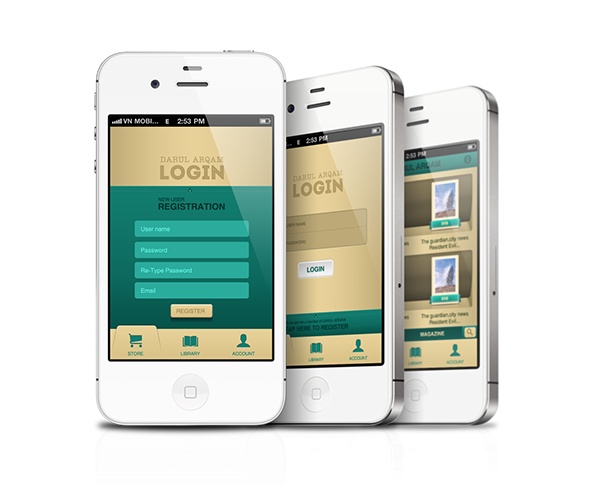 VN MOBI... E 2:53 PM
DARUL ARQAM
LOGIN
NEW USER
REGISTRATION
User name
Password
Re-Type Password
Email
REGISTER
STORE LIBRARY ACCOUNT
E 2:53 PM
DARUL ARQAM
LOGIN
NAME
PASSWORD
LOGIN
HERE TO REGISTER
LIBRARY ACCOUNT
2:53 PM
ARQAM
The guardian.city news
Resident Evil...
The guardian.city news
Resident Evil...
MAGAZINE
LIBRARY ACCOUNT